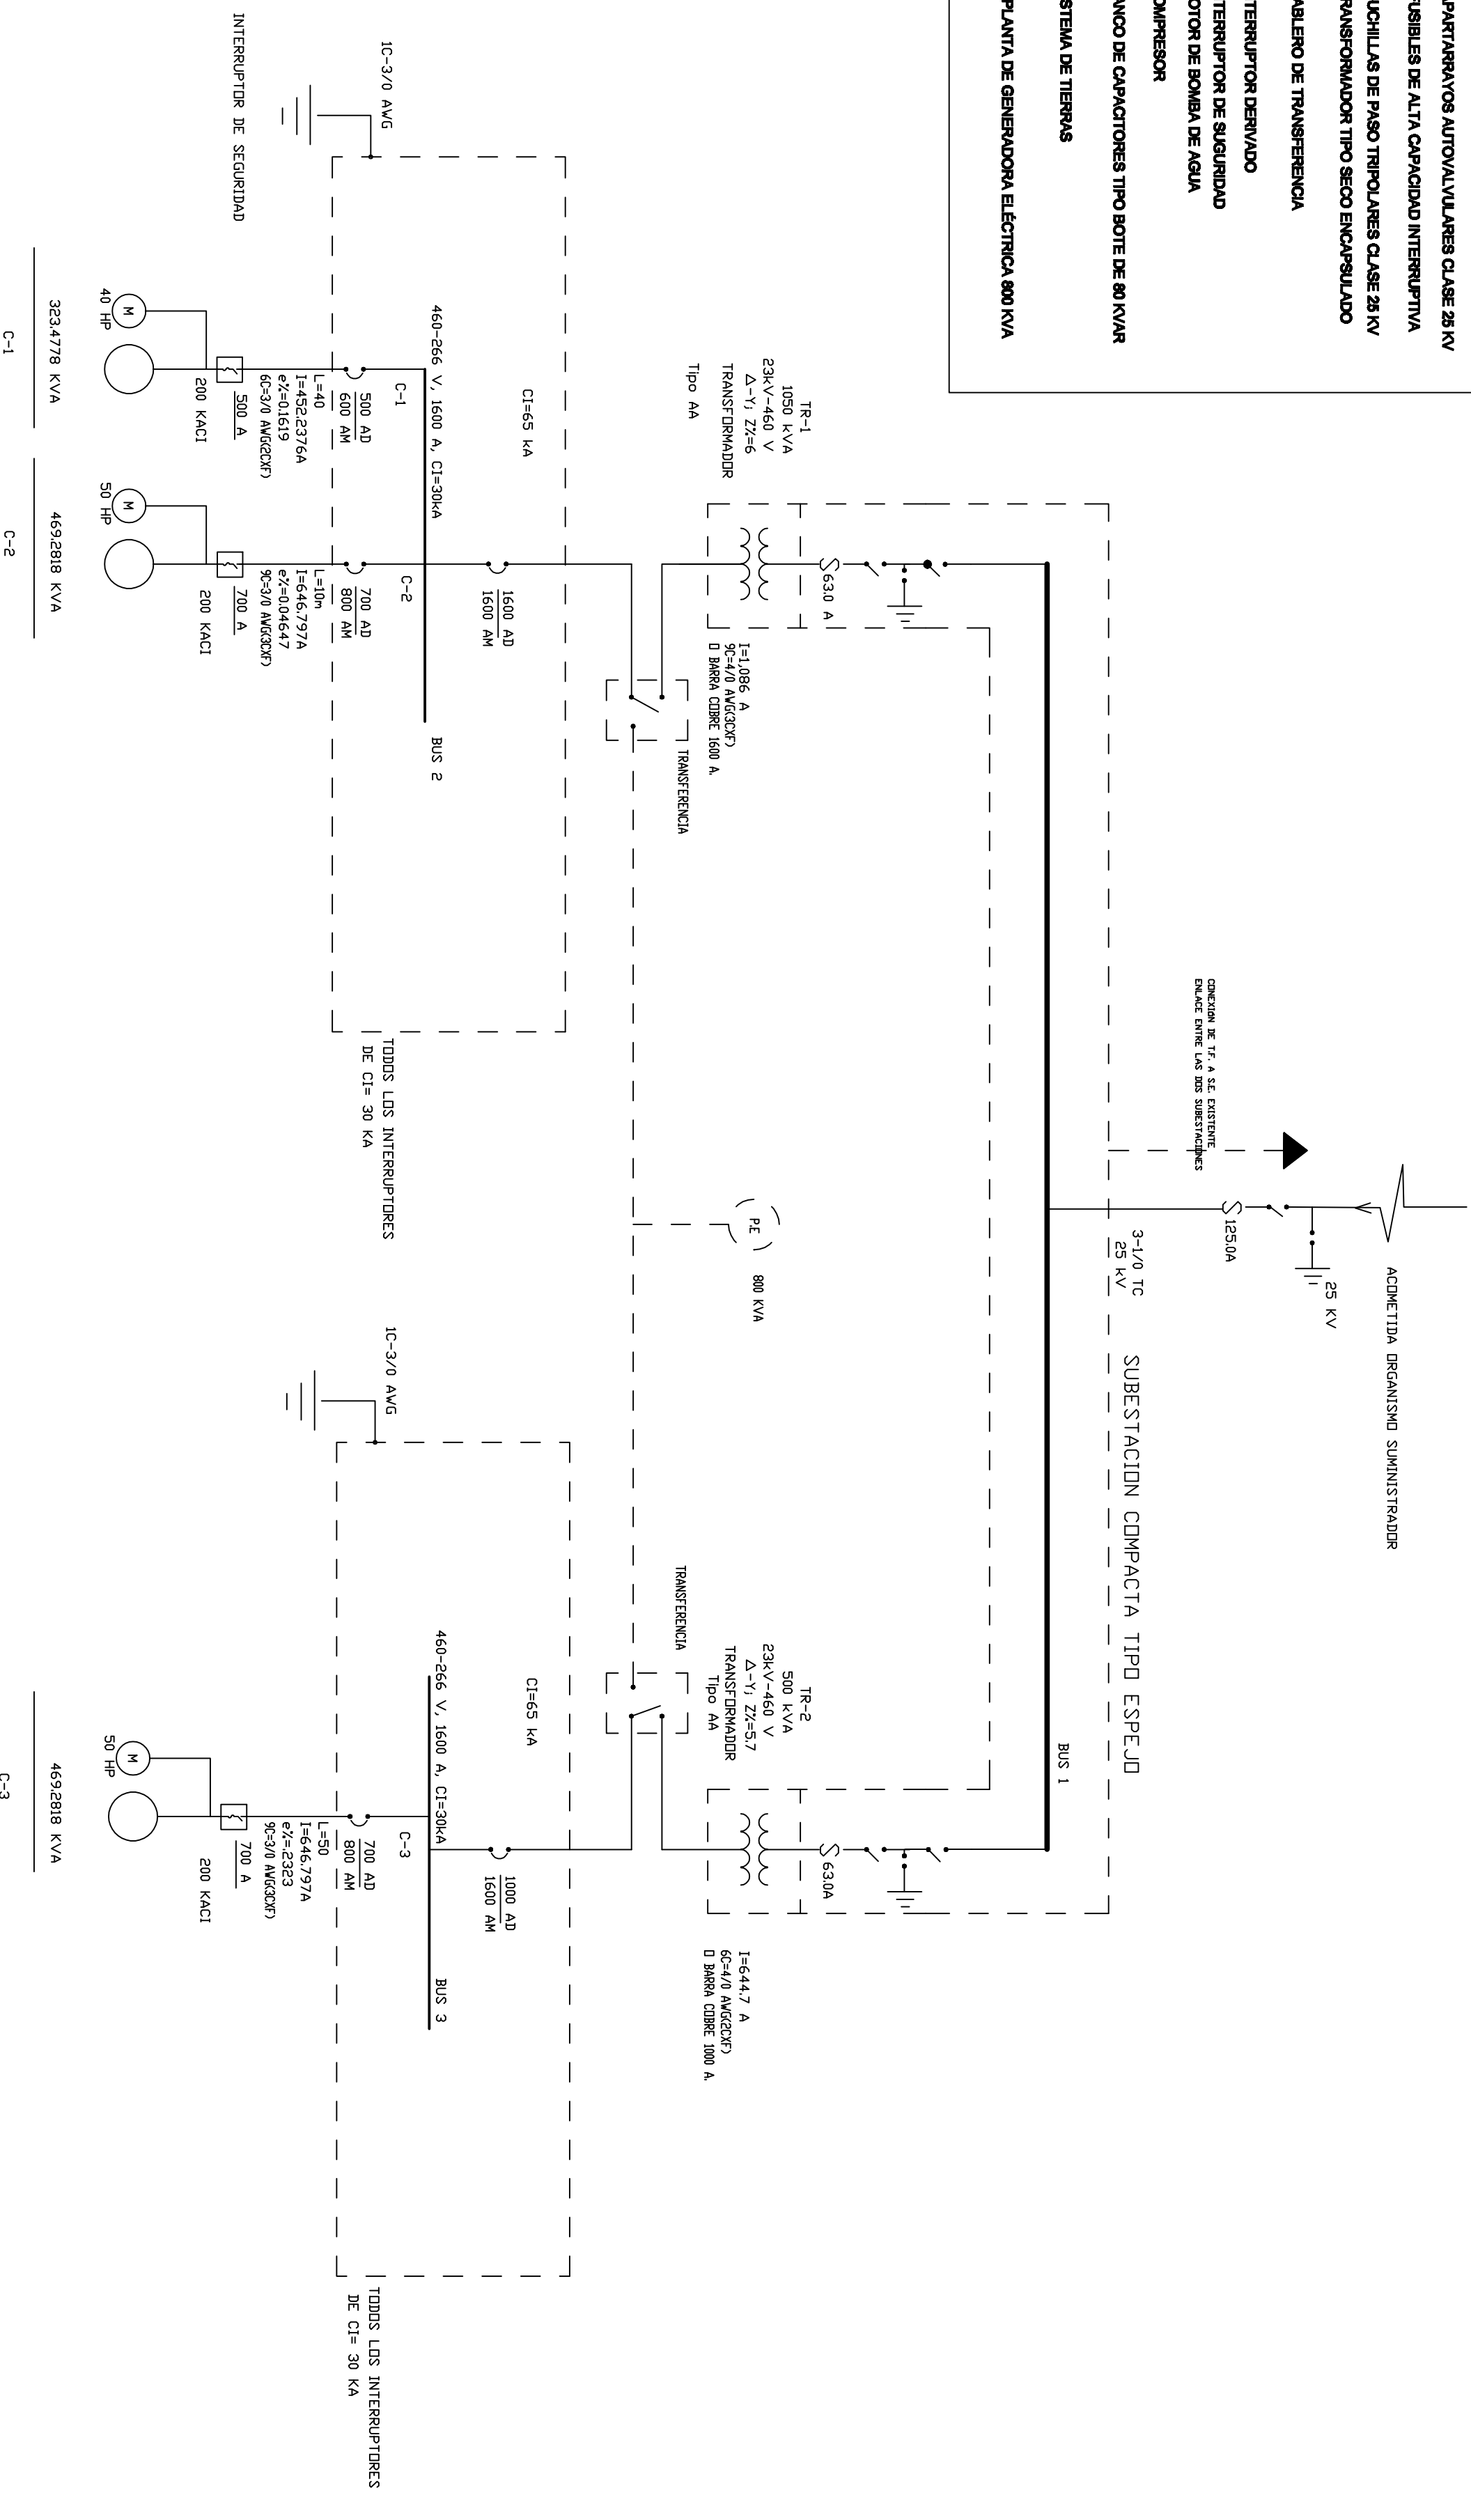 APARTARRAYOS AUTOVALVULARES CLASE 25 KV
FUSIBLES DE ALTA CAPACIDAD INTERRUPTIVA
UCHILLAS DE PASO TRIPOLARES CLASE 25 KV
RANSFORMADOR TIPO SECO ENCAPSULADO
ABLERO DE TRANSFERENCIA
TERRUPTOR DERIVADO
TERRUPTOR DE SUGURIDAD
OTOR DE BOMBA DE AGUA
OMPRESOR
ANCO DE CAPACITORES TIPO BOTE DE 80 KVAR
STEMA DE TIERRAS
PLANTA DE GENERADORA ELÉCTRICA 800 KVA
ACOMETIDA ORGANISMO SUMINISTRADOR
25 KV
125.0A
CONEXIÓN DE T.F. A S.E. EXISTENTE
ENLACE ENTRE LAS DOS SUBESTACIONES
3-1/0 TC
25 kV
SUBESTACION COMPACTA TIPO ESPEJO
BUS 1
TR-1
1050 kVA
23kV-460 V
Δ-Y; Z%=6
TRANSFORMADOR
Tipo AA
63.0 A
I=1,086 A
9C=4/0 AWG(3CXF)
O BARRA COBRE 1600 A.
TRANSFERENCIA
P.E
800 KVA
TR-2
500 kVA
23kV-460 V
Δ-Y; Z%=5.7
TRANSFORMADOR
Tipo AA
63.0A
I=644.7 A
6C=4/0 AWG(2CXF)
O BARRA COBRE 1000 A.
TRANSFERENCIA
CI=65 kA
1600 AD
1600 AM
460-266 V, 1600 A, CI=30kA
BUS 2
1C-3/0 AWG
C-1
500 AD
600 AM
L=40
I=452.2376A
e%=0.1619
6C=3/0 AWG(2CXF)
500 A
200 KACI
C-2
700 AD
800 AM
L=10m
I=646.797A
e%=0.04647
9C=3/0 AWG(3CXF)
700 A
200 KACI
TODOS LOS INTERRUPTORES
DE CI= 30 KA
INTERRUPTOR DE SEGURIDAD
M
40 HP
M
50 HP
323.4778 KVA
C-1
469.2818 KVA
C-2
CI=65 kA
1000 AD
1600 AM
460-266 V, 1600 A, CI=30kA
BUS 3
1C-3/0 AWG
C-3
700 AD
800 AM
L=50
I=646.797A
e%=.2323
9C=3/0 AWG(3CXF)
700 A
200 KACI
TODOS LOS INTERRUPTORES
DE CI= 30 KA
M
50 HP
469.2818 KVA
C-3